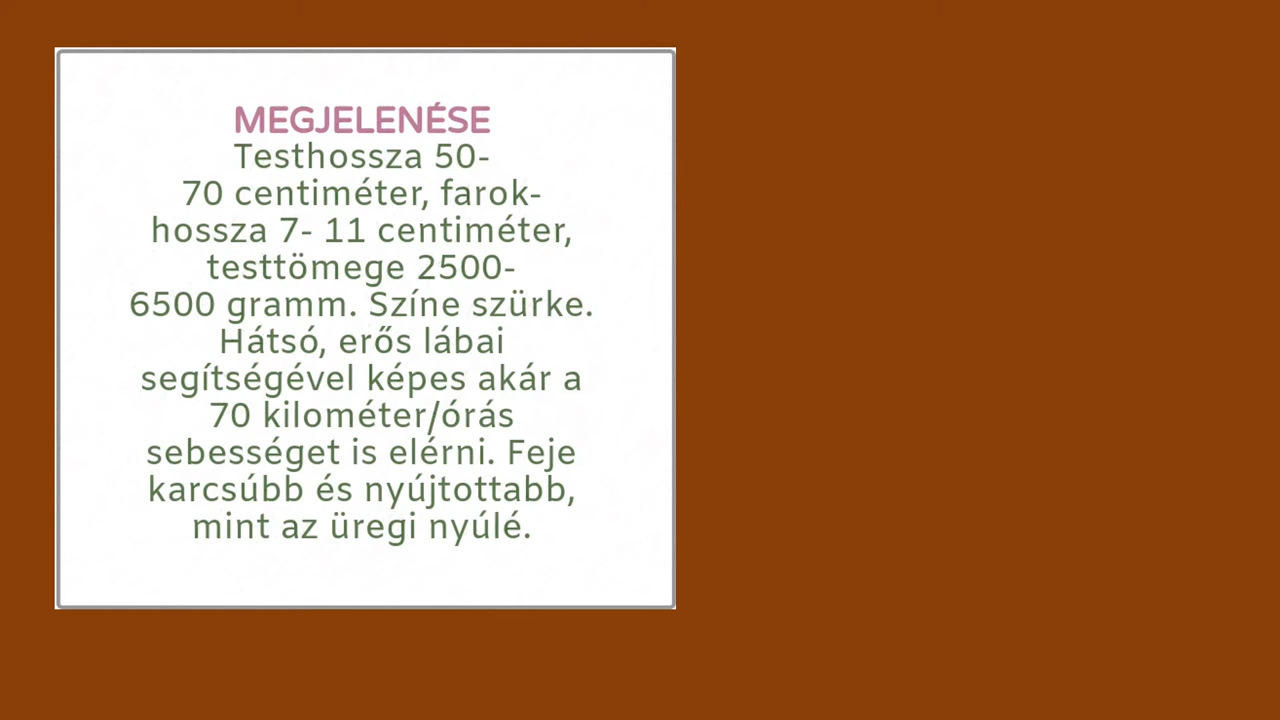 MEGJELENÉSE
Testhossza 50-
70 centiméter, farok-
hossza 7- 11 centiméter,
testtömege 2500-
6500 gramm. Színe szürke.
Hátsó, erős lábai
segítségével képes akár a
70 kilométer/órás
sebességet is elérni. Feje
karcsúbb és nyújtottabb,
mint az üregi nyúlé.